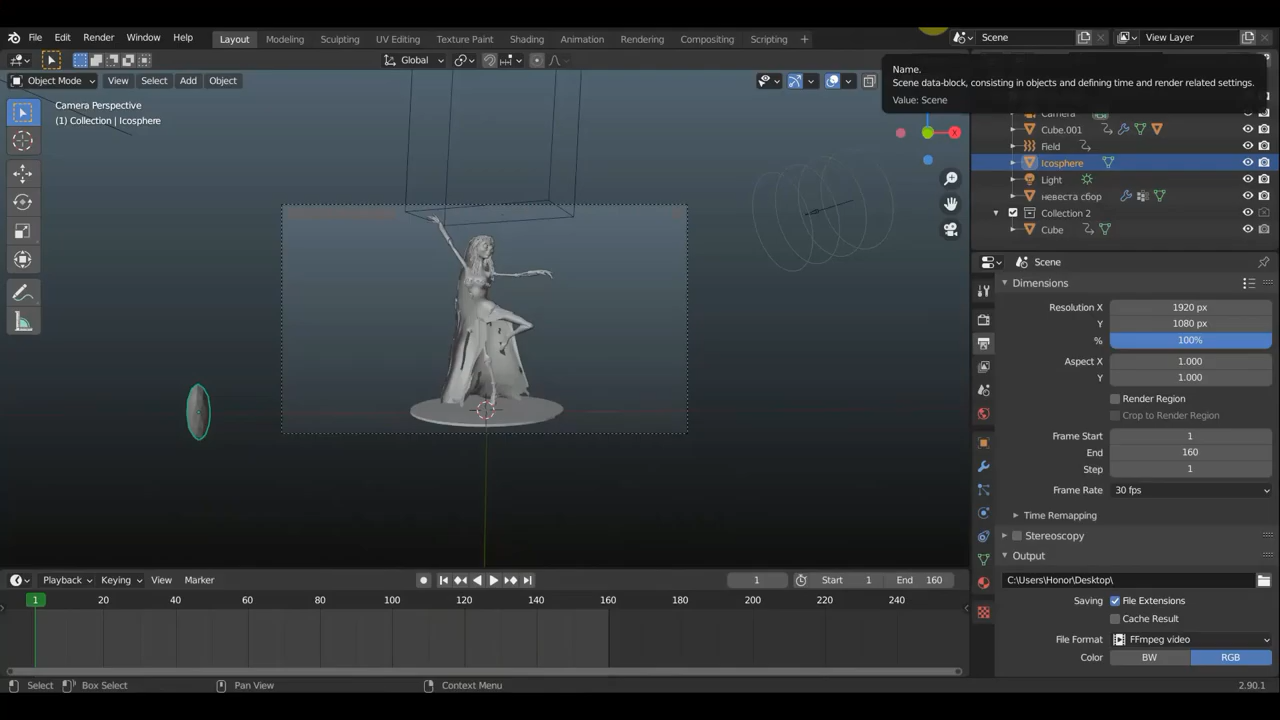 File Edit Render Window Help Layout Modeling Sculpting UV Editing Texture Paint Shading Animation Rendering Compositing Scripting + Scene View Layer
Global
Object Mode View Select Add Object
Name.
Scene data-block, consisting in objects and defining time and render related settings.
Value: Scene
Camera Perspective
(1) Collection | Icosphere
X
Camera
Cube.001
Field
Icosphere
Light
невеста сбор
Collection 2
Cube
Scene
Dimensions
Resolution X 1920 px
Y 1080 px
% 100%
Aspect X 1.000
Y 1.000
Render Region
Crop to Render Region
Frame Start 1
End 160
Step 1
Frame Rate 30 fps
Time Remapping
Stereoscopy
Output
C:\Users\Honor\Desktop\
Saving File Extensions
Cache Result
File Format FFmpeg video
Color BW RGB
Playback Keying View Marker 1 Start 1 End 160
1 20 40 60 80 100 120 140 160 180 200 220 240
Select Box Select Pan View Context Menu 2.90.1